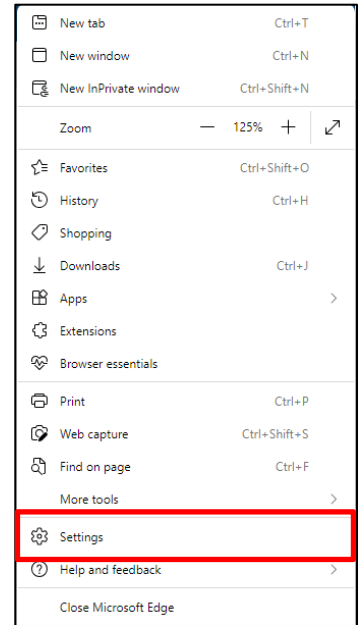 New tab Ctrl+T
New window Ctrl+N
New InPrivate window Ctrl+Shift+N
Zoom — 125% +
Favorites Ctrl+Shift+O
History Ctrl+H
Shopping
Downloads Ctrl+J
Apps
Extensions
Browser essentials
Print Ctrl+P
Web capture Ctrl+Shift+S
Find on page Ctrl+F
More tools
Settings
Help and feedback
Close Microsoft Edge